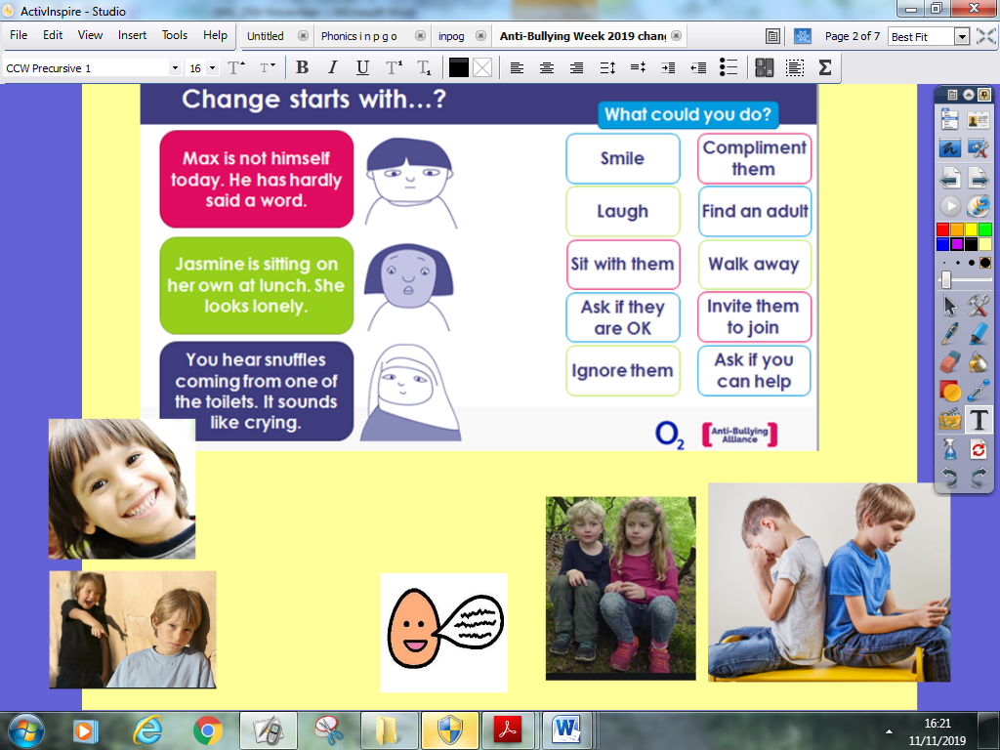 ActivInspire - Studio
File Edit View Insert Tools Help
Untitled
Phonics i n p g o
inpog
Anti-Bullying Week 2019 chang
Page 2 of 7
Best Fit
CCW Precursive 1
16
T T B I U T¹ T₁
Change starts with...?
What could you do?
Max is not himself
today. He has hardly
said a word.
Jasmine is sitting on
her own at lunch. She
looks lonely.
You hear snuffles
coming from one of
the toilets. It sounds
like crying.
Smile
Compliment
them
Laugh
Find an adult
Sit with them
Walk away
Ask if they
are OK
Invite them
to join
Ignore them
Ask if you
can help
O2
Anti-Bullying
Alliance
16:21
11/11/2019